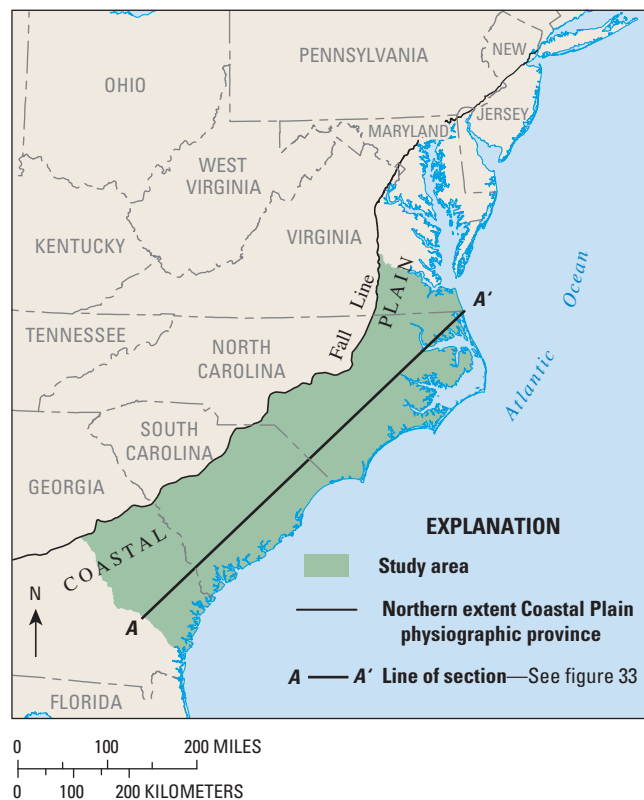 NEW
PENNSYLVANIA
OHIO
JERSEY
MARYLAND
WEST
VIRGINIA
VIRGINIA
KENTUCKY
Fall Line
PLAIN
A‘
Atlantic Ocean
TENNESSEE
NORTH
CAROLINA
SOUTH
CAROLINA
GEORGIA
COASTAL
N
A
FLORIDA
EXPLANATION
Study area
Northern extent Coastal Plain
physiographic province
A A‘ Line of section—See figure 33
0 100 200 MILES
0 100 200 KILOMETERS